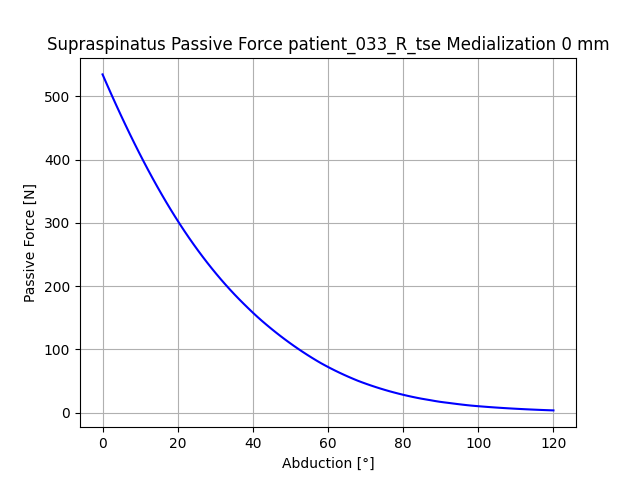 Supraspinatus Passive Force patient_033_R_tse Medialization 0 mm
500
400
300
200
100
0
Passive Force [N]
0 20 40 60 80 100 120
Abduction [°]